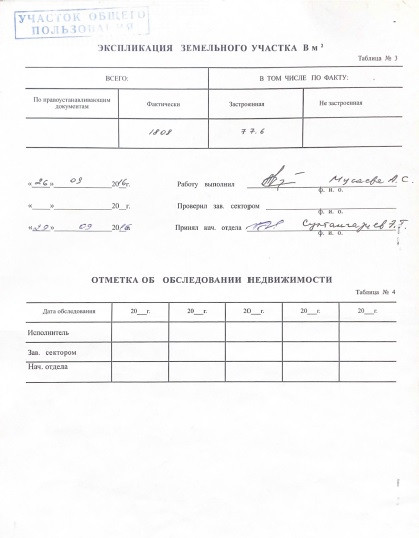 УЧАСТОК ОБЩЕГО
ПОЛЬЗОВАНИЯ
ЭКСПЛИКАЦИЯ ЗЕМЕЛЬНОГО УЧАСТКА В м²
Таблица № 3
ВСЕГО: В ТОМ ЧИСЛЕ ПО ФАКТУ:
По правоустанавливающим документам Фактически Застроенная Не застроенная
1808 77.6
«26» 09 2016г. Работу выполнил Мусаева А.С.
ф. и. о.
«___»__________ 20__г. Проверил зав. сектором
ф. и. о.
«29» 09 2016 Принял нач. отдела
ф. и. о.
ОТМЕТКА ОБ ОБСЛЕДОВАНИИ НЕДВИЖИМОСТИ
Таблица № 4
Дата обследования 20__г. 20__г. 2О__г. 20__г. 20__г.
Исполнитель
Зав. сектором
Нач. отдела